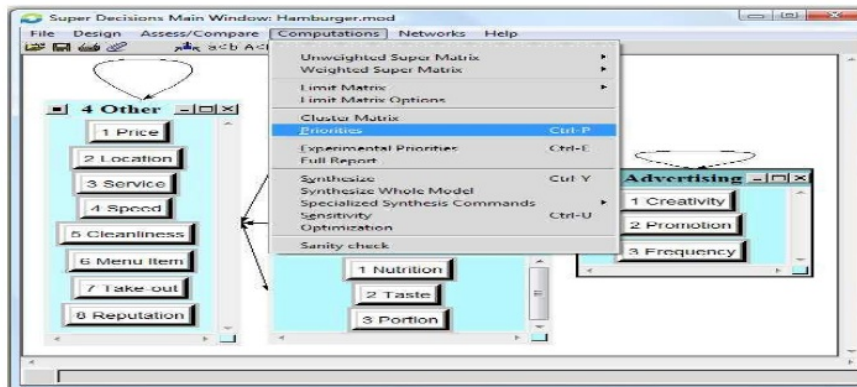 Super Decisions Main Window: Hamburger.mod
File Design Assess/Compare Computations Networks Help
a<b
Unweighted Super Matrix
Weighted Super Matrix
Limit Matrix
Limit Matrix Options
Cluster Matrix
Priorities Ctrl-P
Experimental Priorities Ctrl-E
Full Report
Synthesize Ctrl-Y
Synthesize Whole Model
Specialized Synthesis Commands
Sensitivity Ctrl-U
Optimization
Sanity check
4 Other
1 Price
2 Location
3 Service
4 Speed
5 Cleanliness
6 Menu Item
7 Take-out
8 Reputation
1 Nutrition
2 Taste
3 Portion
Advertising
1 Creativity
2 Promotion
3 Frequency